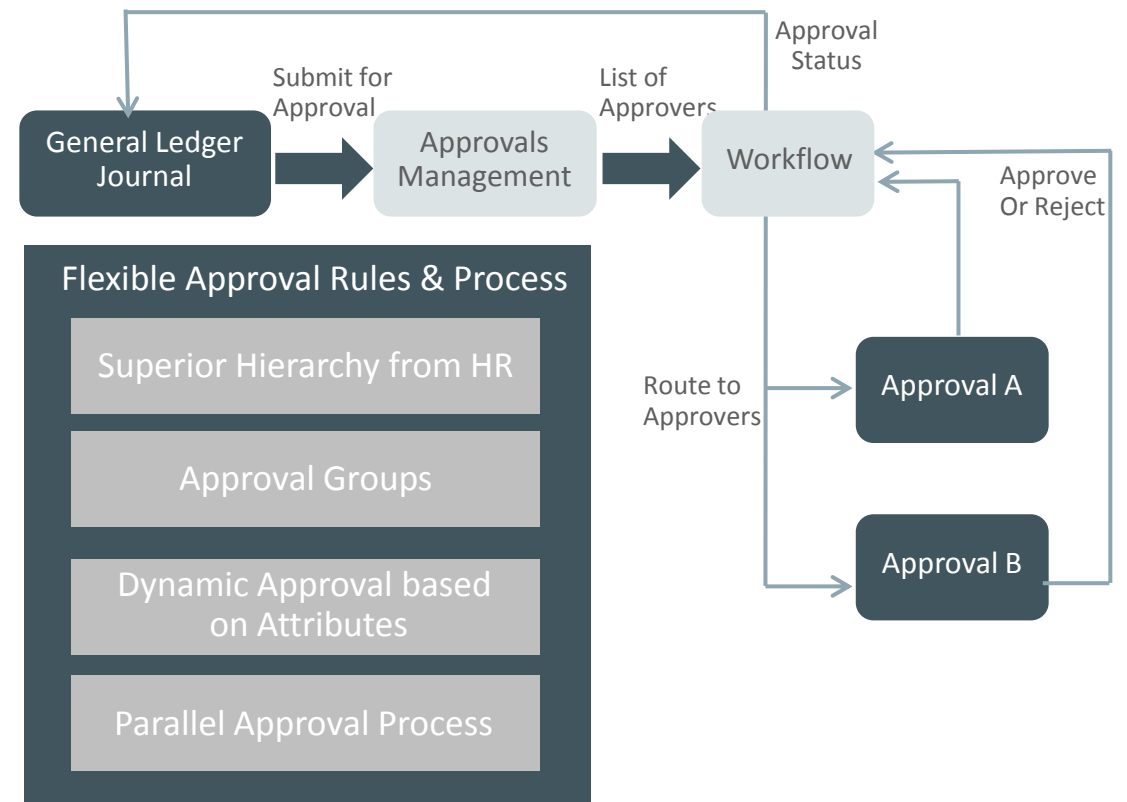 Approval
Status
Submit for
Approval
List of
Approvers
General Ledger
Journal
Approvals
Management
Workflow
Approve
Or Reject
Flexible Approval Rules & Process
Superior Hierarchy from HR
Approval Groups
Dynamic Approval based
on Attributes
Parallel Approval Process
Route to
Approvers
Approval A
Approval B